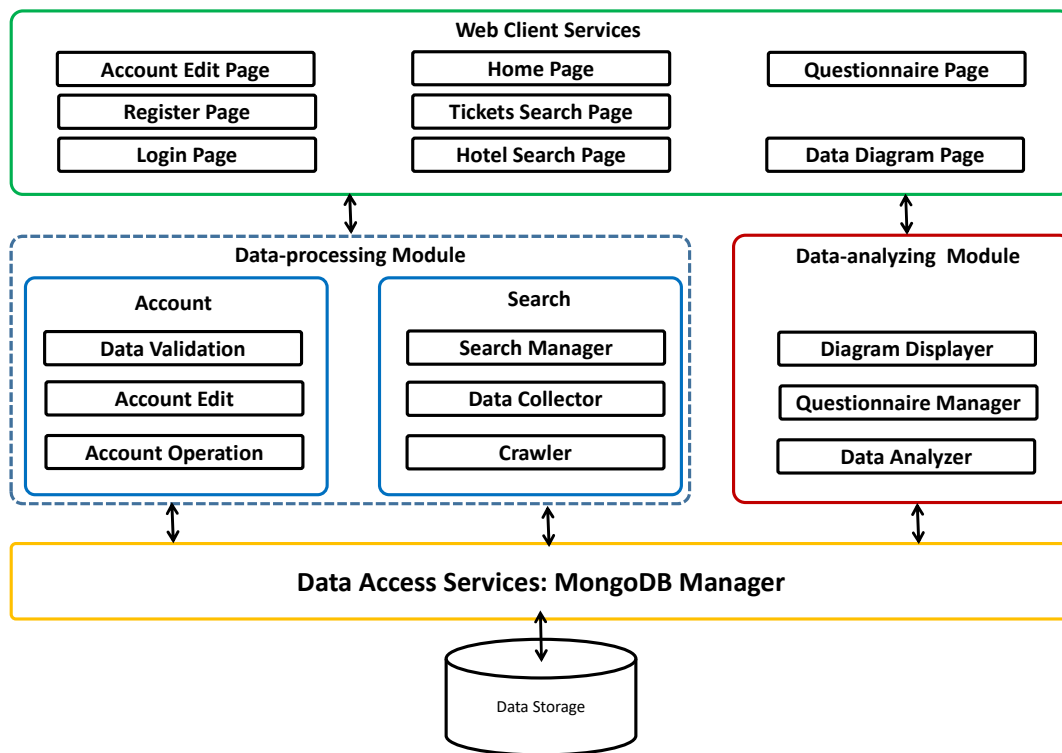 Web Client Services
Account Edit Page
Home Page
Questionnaire Page
Register Page
Tickets Search Page
Login Page
Hotel Search Page
Data Diagram Page
Data-processing Module
Data-analyzing Module
Account
Search
Data Validation
Search Manager
Diagram Displayer
Account Edit
Data Collector
Questionnaire Manager
Account Operation
Crawler
Data Analyzer
Data Access Services: MongoDB Manager
Data Storage